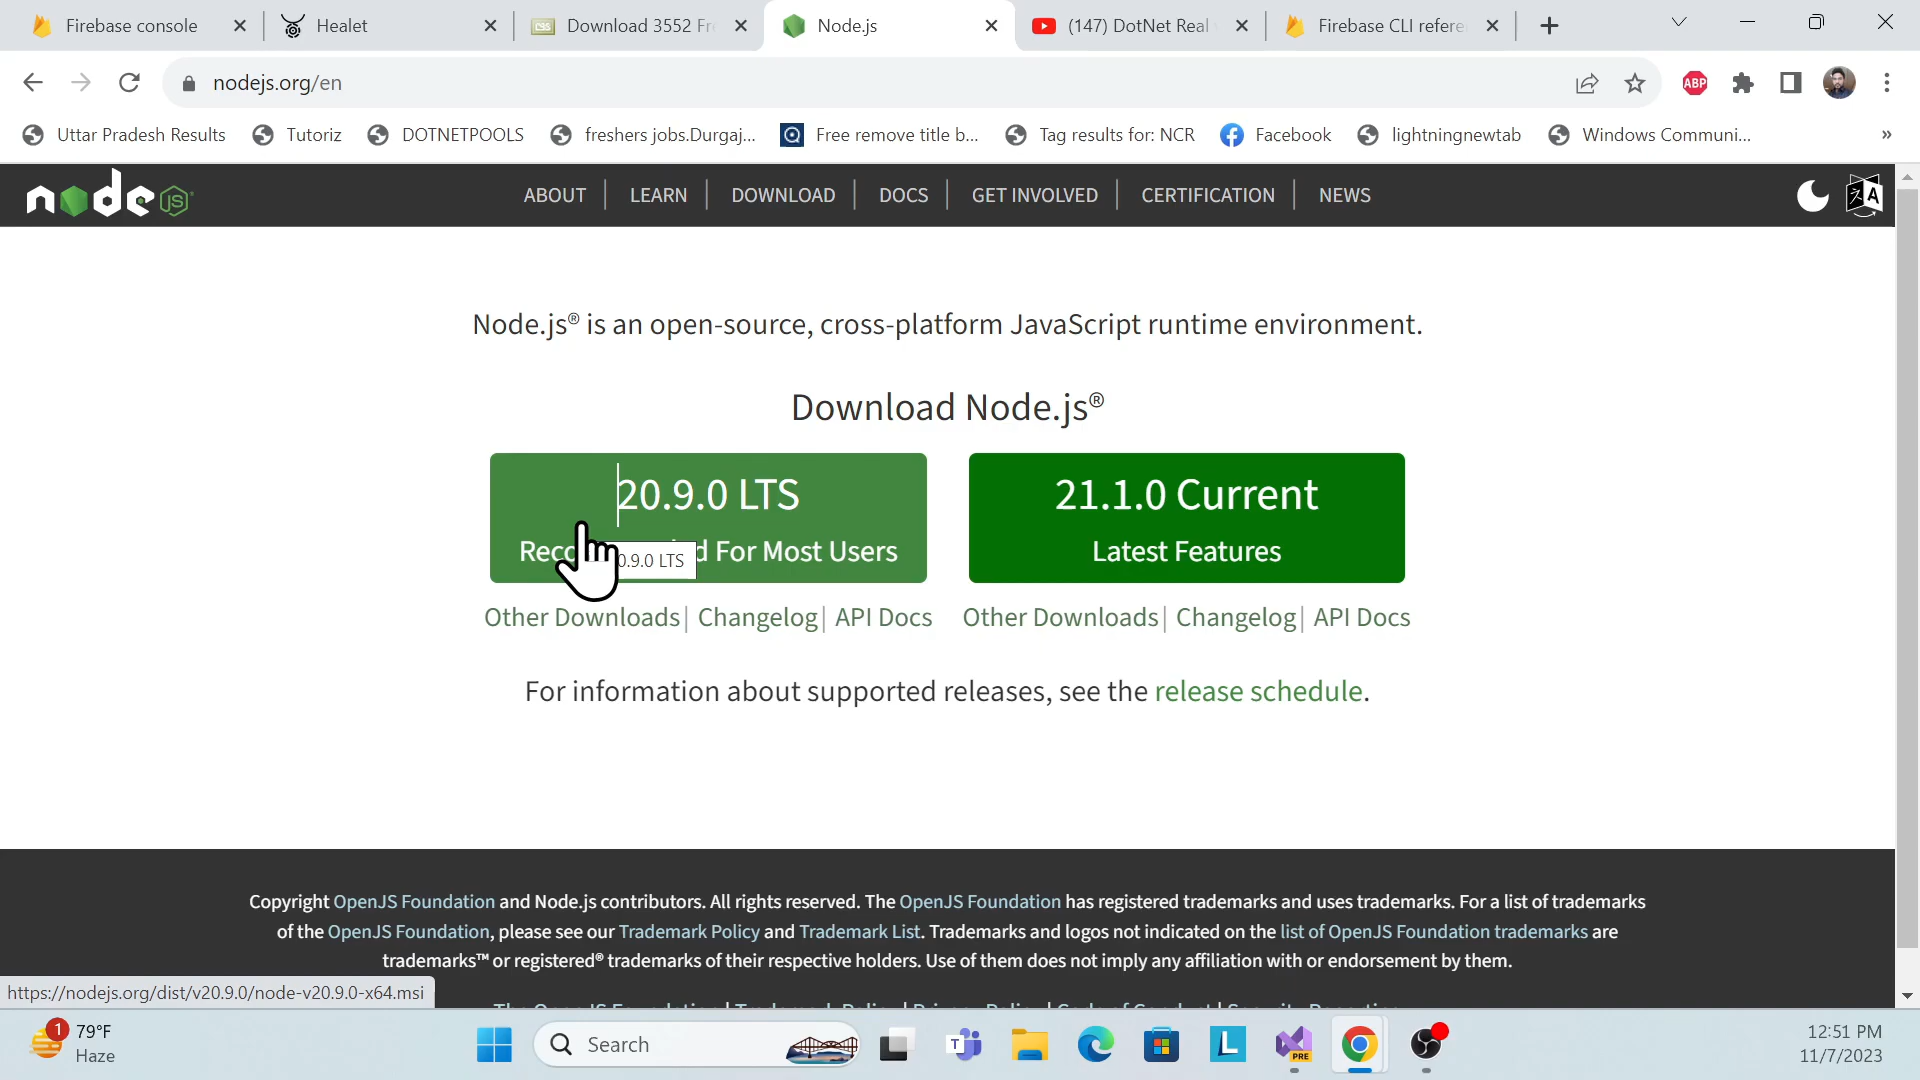 Firebase console
Healet
Download 3552 Fr
Node.js
(147) DotNet Real
Firebase CLI refere
nodejs.org/en
ABP
Uttar Pradesh Results
Tutoriz
DOTNETPOOLS
freshers jobs.Durgaj...
Free remove title b...
Tag results for: NCR
Facebook
lightningnewtab
Windows Communi...
»
node JS
ABOUT
LEARN
DOWNLOAD
DOCS
GET INVOLVED
CERTIFICATION
NEWS
Node.js® is an open-source, cross-platform JavaScript runtime environment.
Download Node.js®
20.9.0 LTS
For Most Users
0.9.0 LTS
21.1.0 Current
Latest Features
Other Downloads | Changelog | API Docs
Other Downloads | Changelog | API Docs
For information about supported releases, see the release schedule.
Copyright OpenJS Foundation and Node.js contributors. All rights reserved. The OpenJS Foundation has registered trademarks and uses trademarks. For a list of trademarks
of the OpenJS Foundation, please see our Trademark Policy and Trademark List. Trademarks and logos not indicated on the list of OpenJS Foundation trademarks are
trademarks™ or registered® trademarks of their respective holders. Use of them does not imply any affiliation with or endorsement by them.
https://nodejs.org/dist/v20.9.0/node-v20.9.0-x64.msi
1
79°F
Haze
Search
T
L
PRE
12:51 PM
11/7/2023